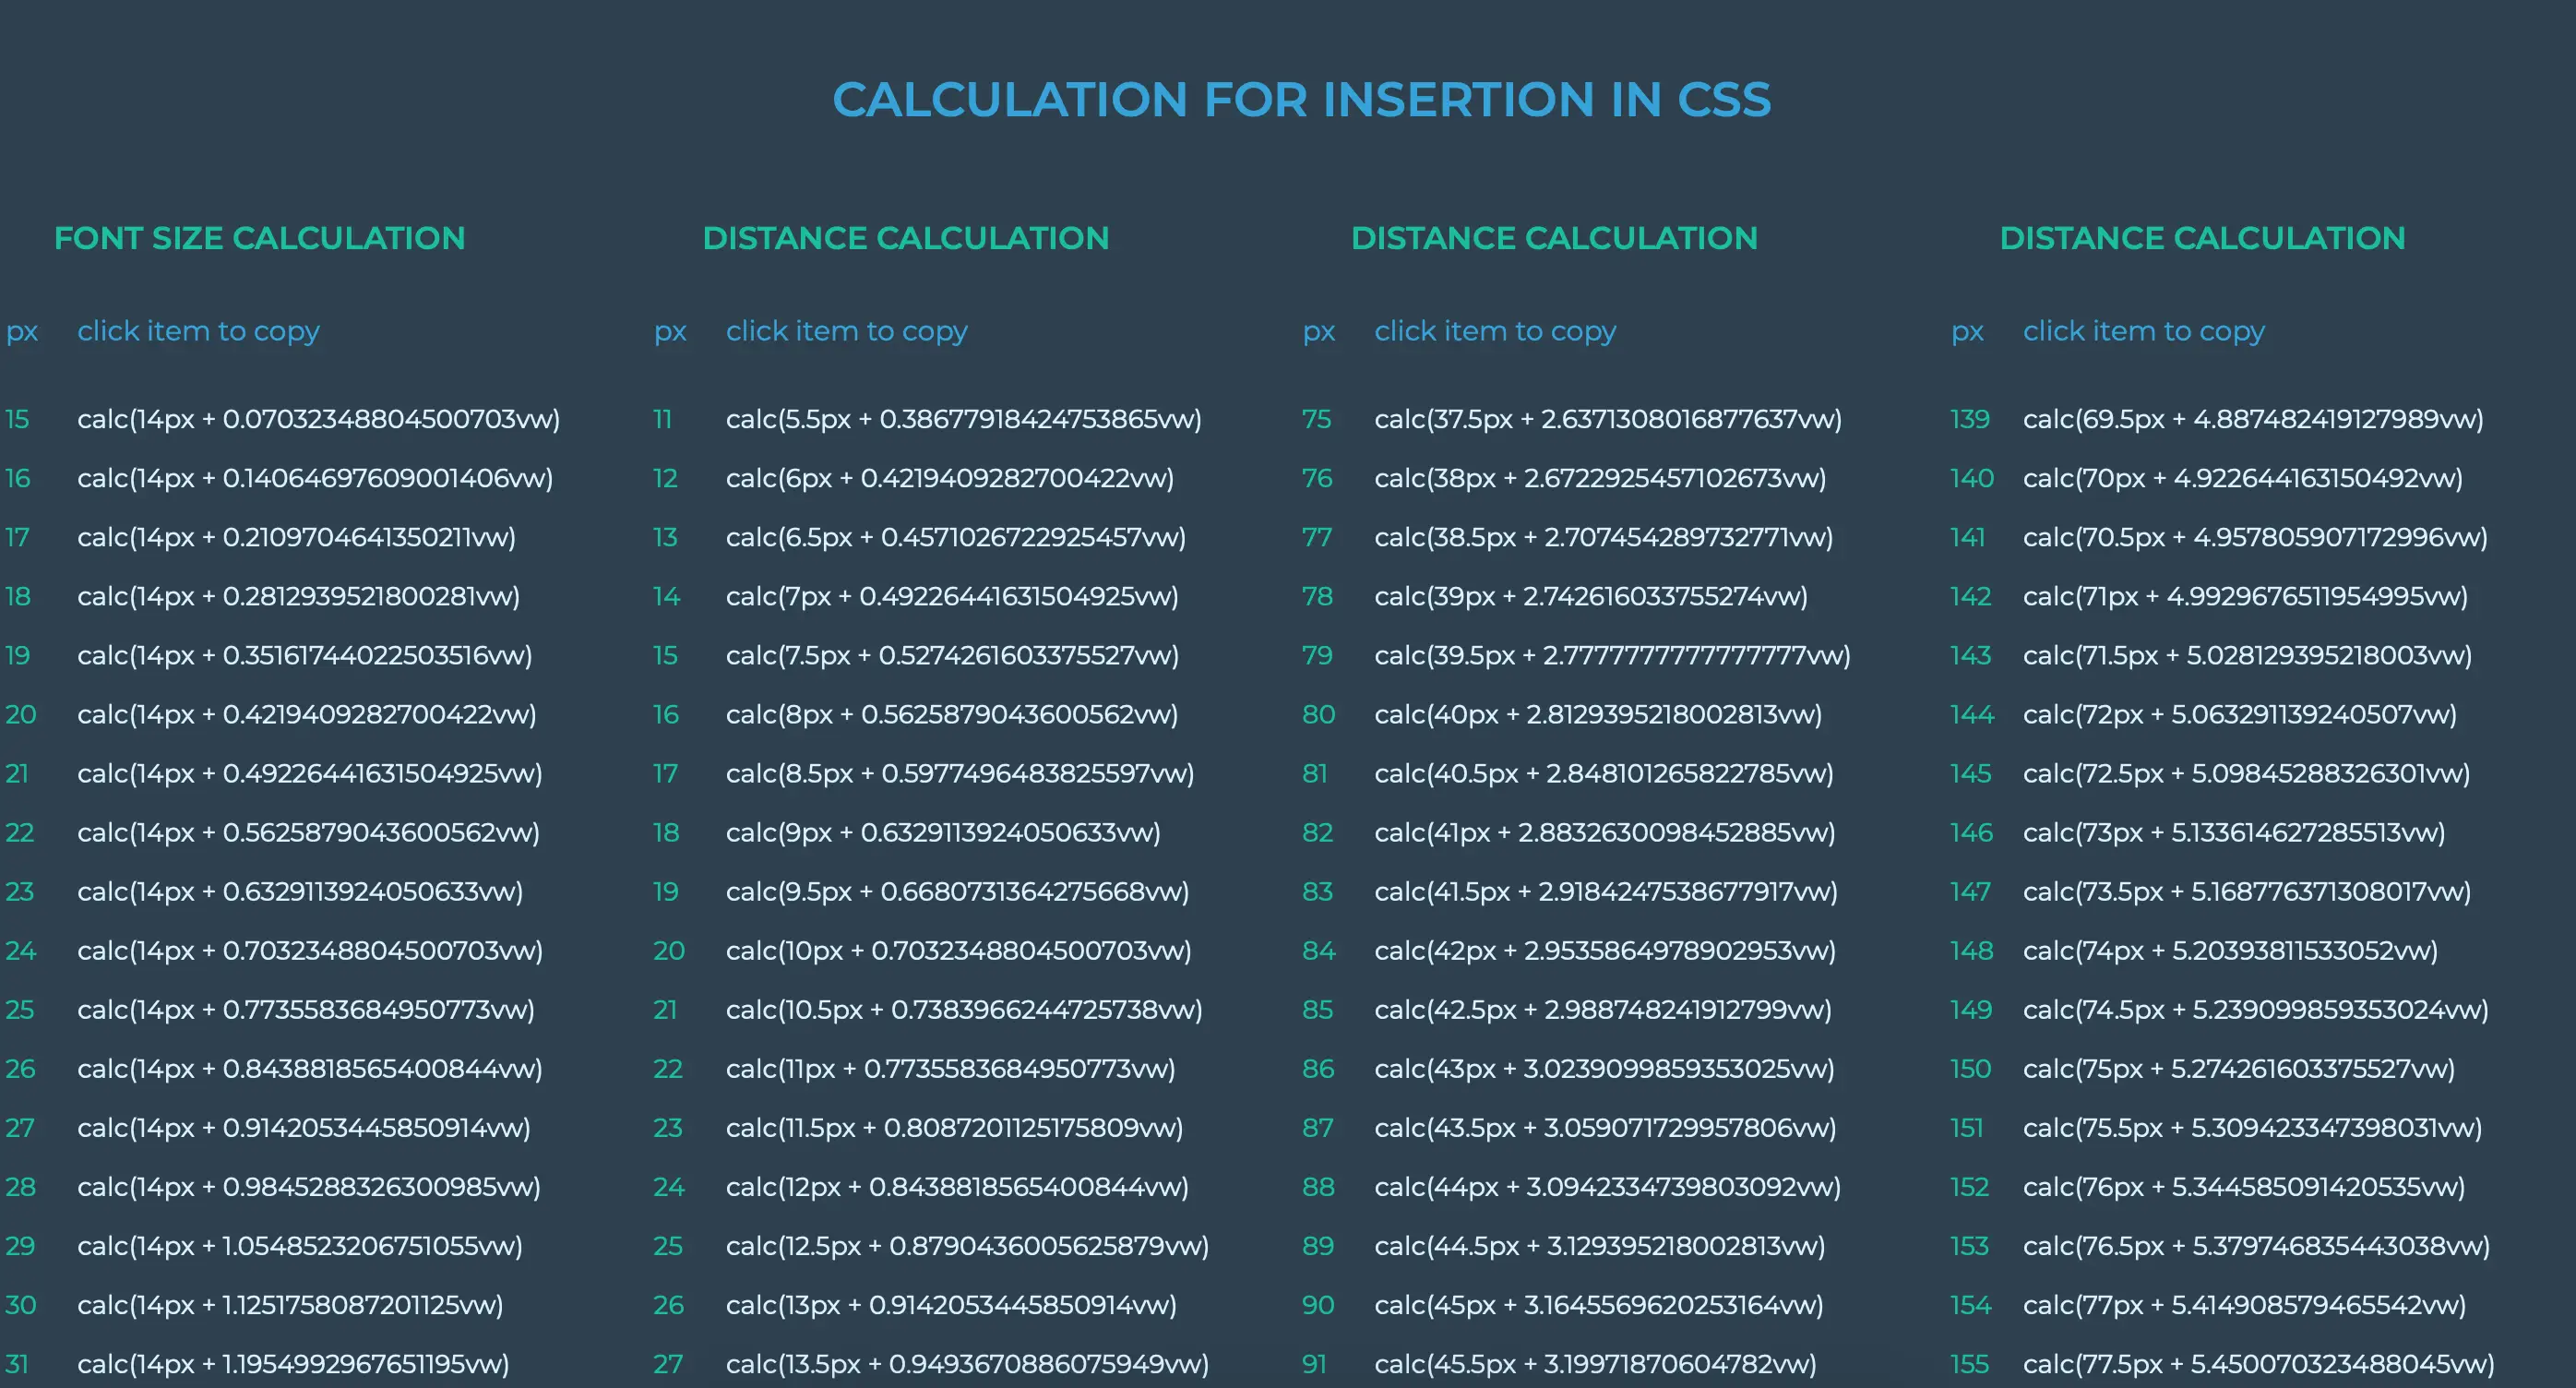 CALCULATION FOR INSERTION IN CSS
FONT SIZE CALCULATION DISTANCE CALCULATION DISTANCE CALCULATION DISTANCE CALCULATION
px click item to copy px click item to copy px click item to copy px click item to copy
15 calc(14px + 0.07032348804500703vw) 11 calc(5.5px + 0.38677918424753865vw) 75 calc(37.5px + 2.6371308016877637vw) 139 calc(69.5px + 4.887482419127989vw)
16 calc(14px + 0.14064697609001406vw) 12 calc(6px + 0.4219409282700422vw) 76 calc(38px + 2.6722925457102673vw) 140 calc(70px + 4.922644163150492vw)
17 calc(14px + 0.2109704641350211vw) 13 calc(6.5px + 0.4571026722925457vw) 77 calc(38.5px + 2.707454289732771vw) 141 calc(70.5px + 4.957805907172996vw)
18 calc(14px + 0.2812939521800281vw) 14 calc(7px + 0.49226441631504925vw) 78 calc(39px + 2.742616033755274vw) 142 calc(71px + 4.9929676511954995vw)
19 calc(14px + 0.35161744022503516vw) 15 calc(7.5px + 0.5274261603375527vw) 79 calc(39.5px + 2.7777777777777777vw) 143 calc(71.5px + 5.028129395218003vw)
20 calc(14px + 0.4219409282700422vw) 16 calc(8px + 0.5625879043600562vw) 80 calc(40px + 2.8129395218002813vw) 144 calc(72px + 5.063291139240507vw)
21 calc(14px + 0.49226441631504925vw) 17 calc(8.5px + 0.5977496483825597vw) 81 calc(40.5px + 2.848101265822785vw) 145 calc(72.5px + 5.09845288326301vw)
22 calc(14px + 0.5625879043600562vw) 18 calc(9px + 0.6329113924050633vw) 82 calc(41px + 2.8832630098452885vw) 146 calc(73px + 5.133614627285513vw)
23 calc(14px + 0.6329113924050633vw) 19 calc(9.5px + 0.6680731364275668vw) 83 calc(41.5px + 2.9184247538677917vw) 147 calc(73.5px + 5.168776371308017vw)
24 calc(14px + 0.7032348804500703vw) 20 calc(10px + 0.7032348804500703vw) 84 calc(42px + 2.9535864978902953vw) 148 calc(74px + 5.20393811533052vw)
25 calc(14px + 0.7735583684950773vw) 21 calc(10.5px + 0.7383966244725738vw) 85 calc(42.5px + 2.988748241912799vw) 149 calc(74.5px + 5.239099859353024vw)
26 calc(14px + 0.8438818565400844vw) 22 calc(11px + 0.7735583684950773vw) 86 calc(43px + 3.0239099859353025vw) 150 calc(75px + 5.274261603375527vw)
27 calc(14px + 0.9142053445850914vw) 23 calc(11.5px + 0.8087201125175809vw) 87 calc(43.5px + 3.059071729957806vw) 151 calc(75.5px + 5.309423347398031vw)
28 calc(14px + 0.9845288326300985vw) 24 calc(12px + 0.8438818565400844vw) 88 calc(44px + 3.0942334739803092vw) 152 calc(76px + 5.344585091420535vw)
29 calc(14px + 1.0548523206751055vw) 25 calc(12.5px + 0.8790436005625879vw) 89 calc(44.5px + 3.129395218002813vw) 153 calc(76.5px + 5.379746835443038vw)
30 calc(14px + 1.1251758087201125vw) 26 calc(13px + 0.9142053445850914vw) 90 calc(45px + 3.1645569620253164vw) 154 calc(77px + 5.414908579465542vw)
31 calc(14px + 1.1954992967651195vw) 27 calc(13.5px + 0.9493670886075949vw) 91 calc(45.5px + 3.19971870604782vw) 155 calc(77.5px + 5.450070323488045vw)